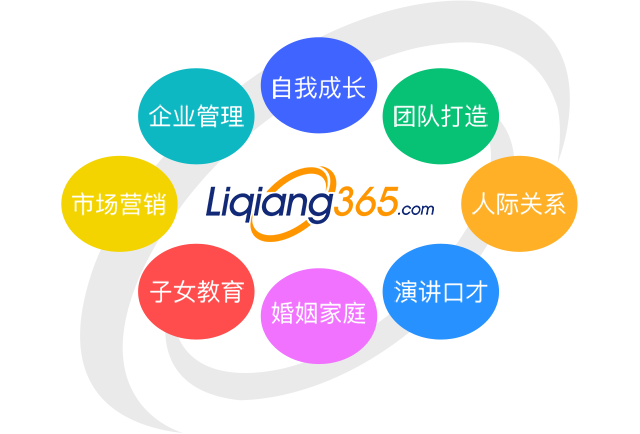 自我成长
企业管理
团队打造
市场营销
Liqiang365.com
人际关系
子女教育
婚姻家庭
演讲口才